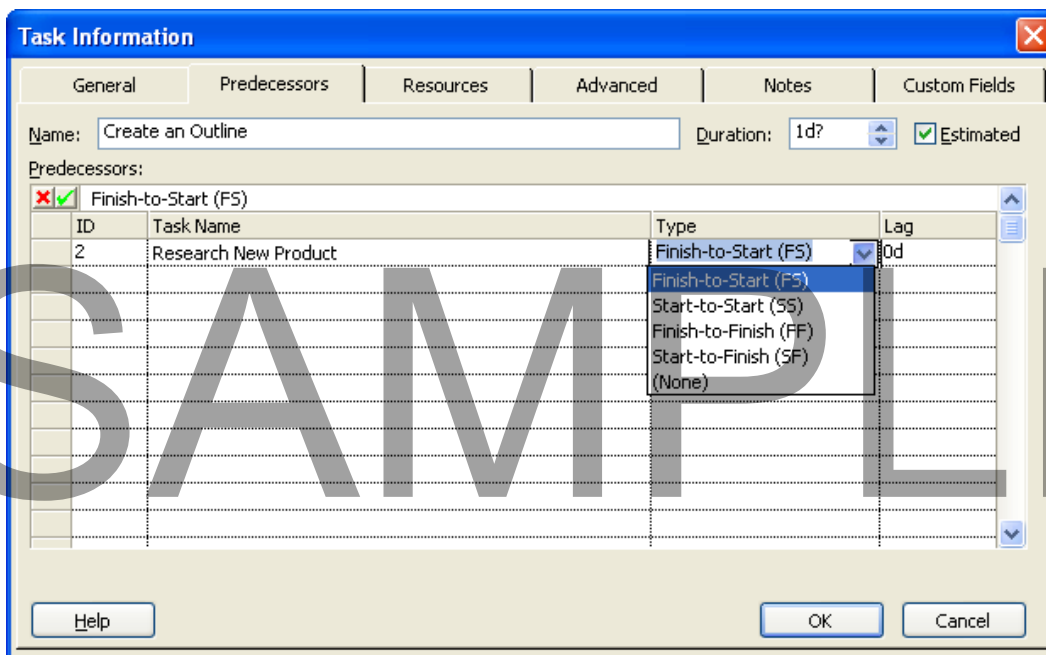 Task Information
General Predecessors Resources Advanced Notes Custom Fields
Name: Create an Outline Duration: 1d? Estimated
Predecessors:
Finish-to-Start (FS)
ID Task Name Type Lag
2 Research New Product Finish-to-Start (FS) 0d
Finish-to-Start (FS)
Start-to-Start (SS)
Finish-to-Finish (FF)
Start-to-Finish (SF)
(None)
SAMPL
Help OK Cancel